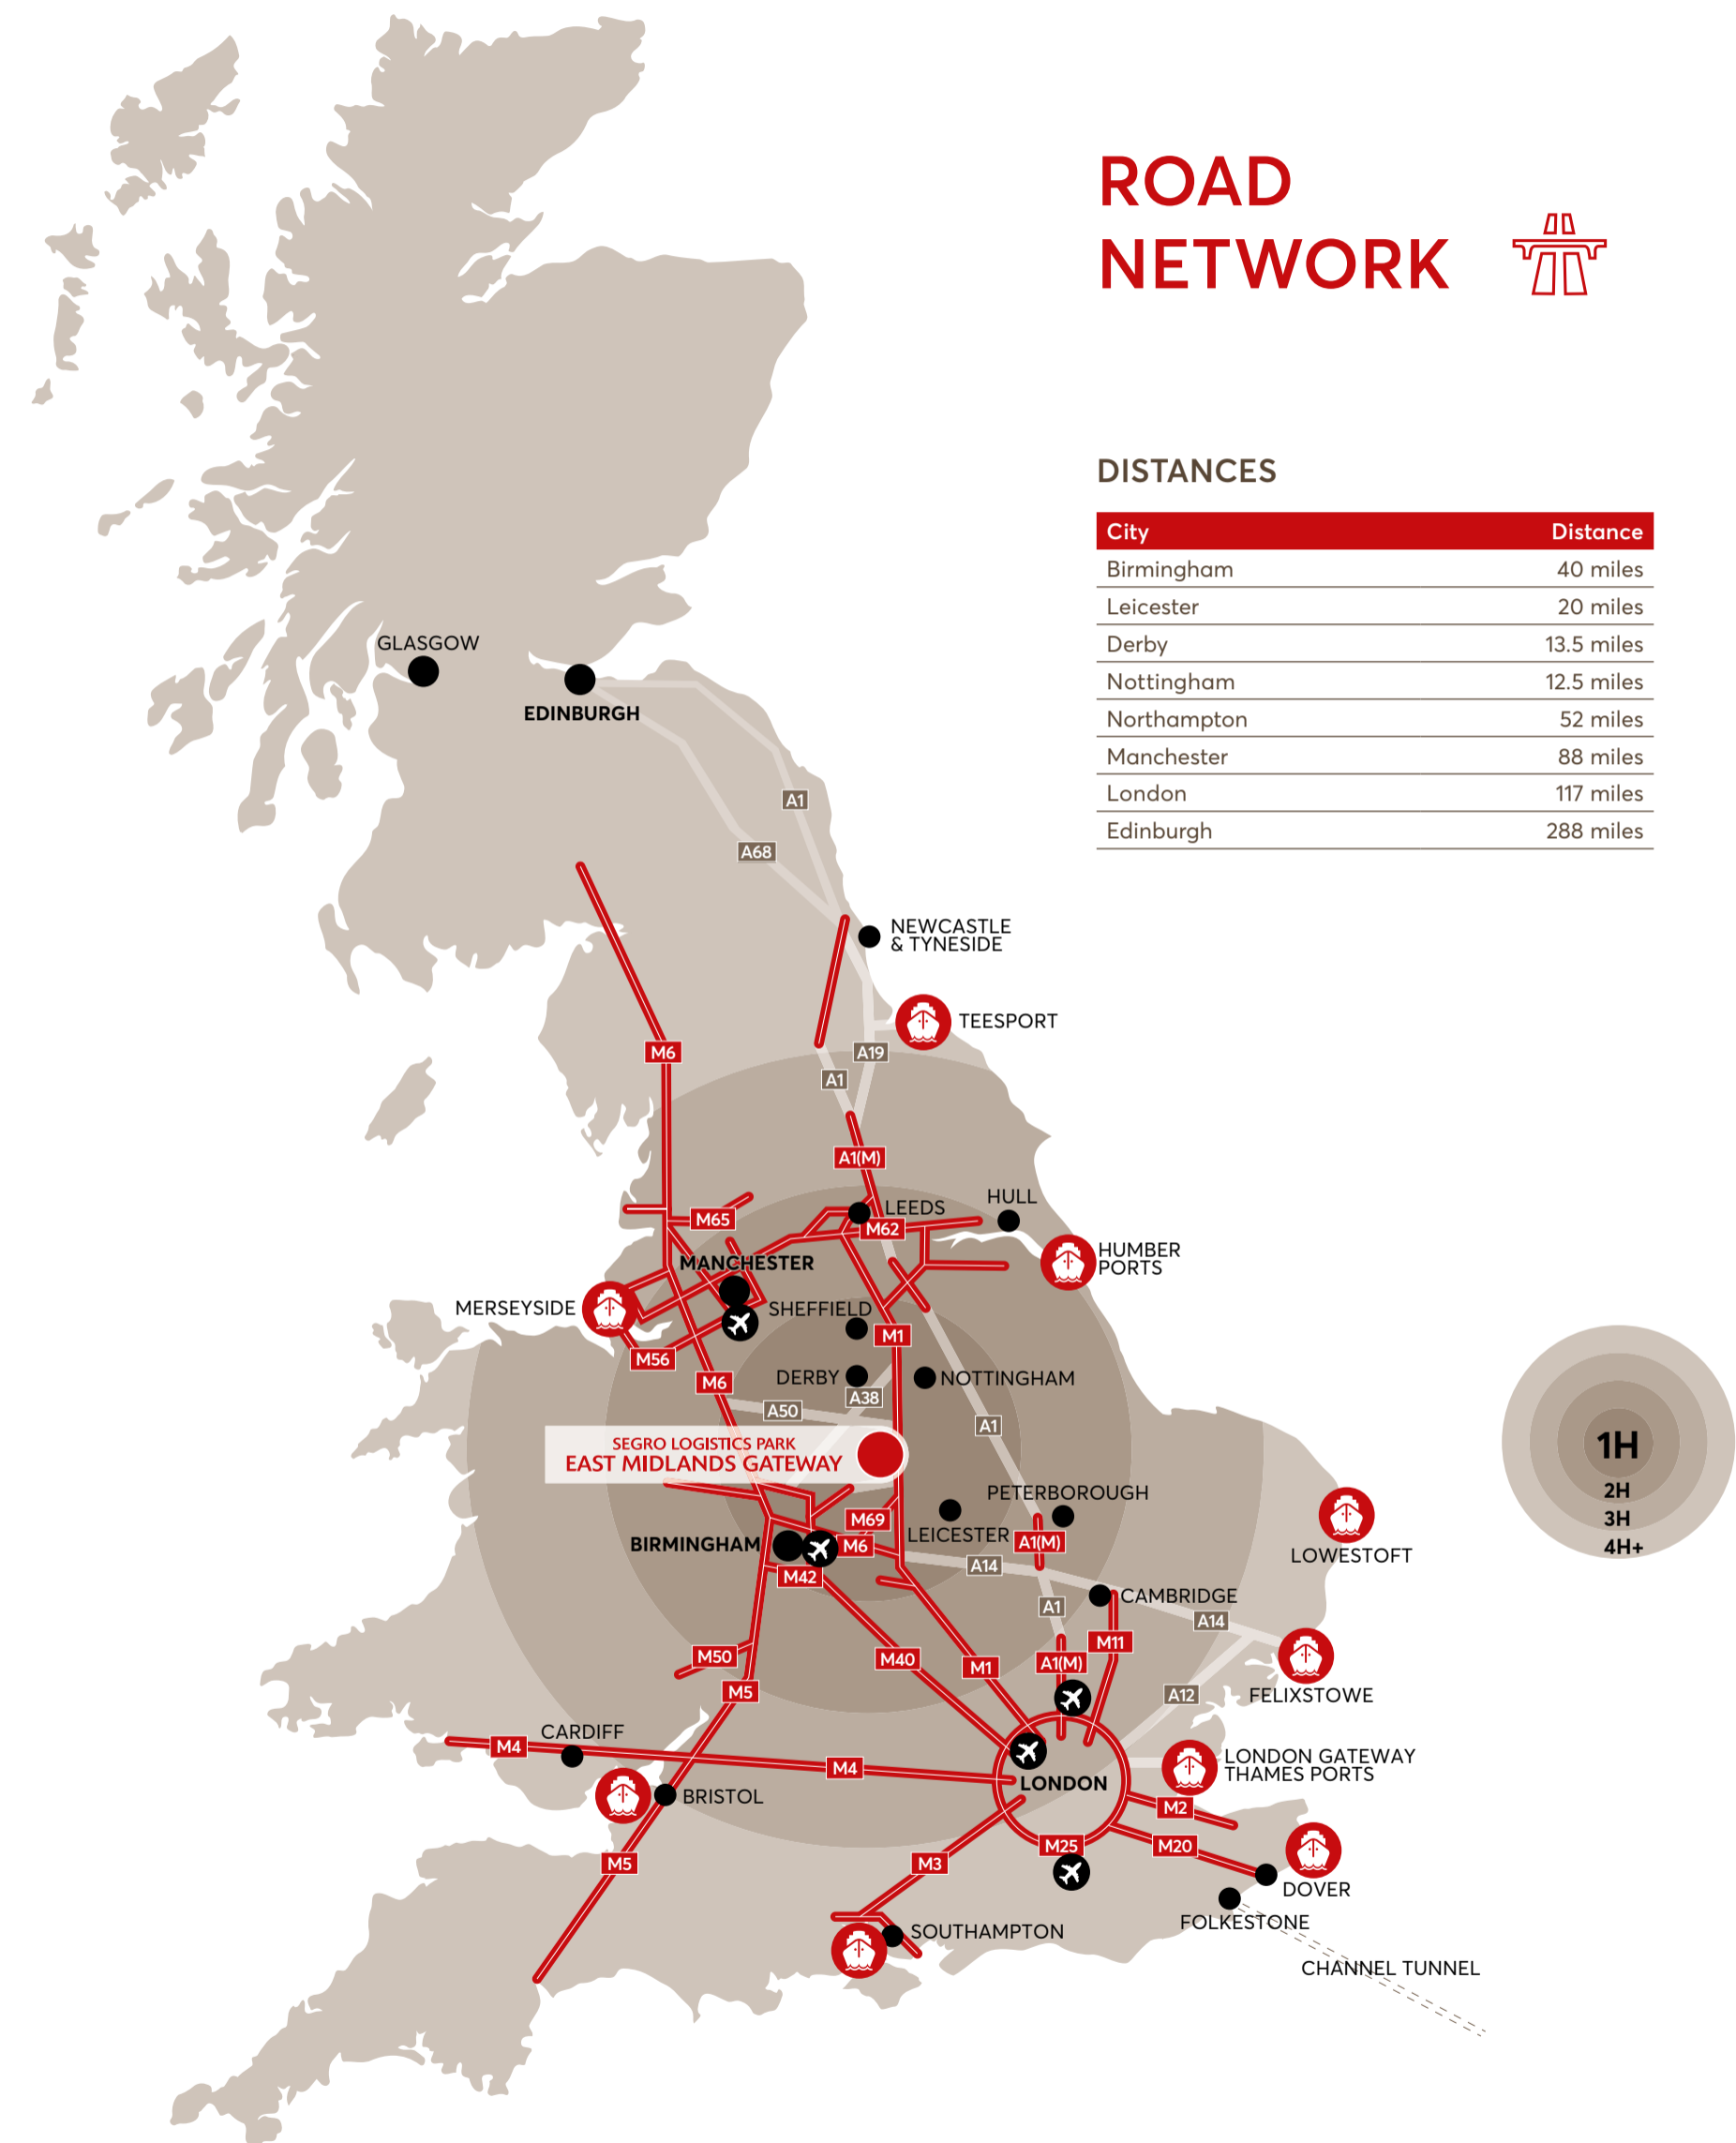 ROAD
NETWORK
DISTANCES
City Distance
Birmingham 40 miles
Leicester 20 miles
Derby 13.5 miles
Nottingham 12.5 miles
Northampton 52 miles
Manchester 88 miles
London 117 miles
Edinburgh 288 miles
GLASGOW
EDINBURGH
A1
A68
NEWCASTLE
& TYNESIDE
TEESPORT
M6
A19
A1
A1(M)
HULL
LEEDS
M65
M62
MANCHESTER
HUMBER
PORTS
MERSEYSIDE
SHEFFIELD
M1
M56
DERBY
NOTTINGHAM
M6
A38
A50
A1
SEGRO LOGISTICS PARK
EAST MIDLANDS GATEWAY
1H
2H
3H
4H+
PETERBOROUGH
M69
LEICESTER
A1(M)
BIRMINGHAM
M6
LOWESTOFT
A14
M42
CAMBRIDGE
A1
A14
M11
M50
M40
M1
A1(M)
M5
A12
FELIXSTOWE
CARDIFF
M4
M4
LONDON GATEWAY
THAMES PORTS
LONDON
BRISTOL
M2
M25
M20
M5
M3
DOVER
FOLKESTONE
SOUTHAMPTON
CHANNEL TUNNEL